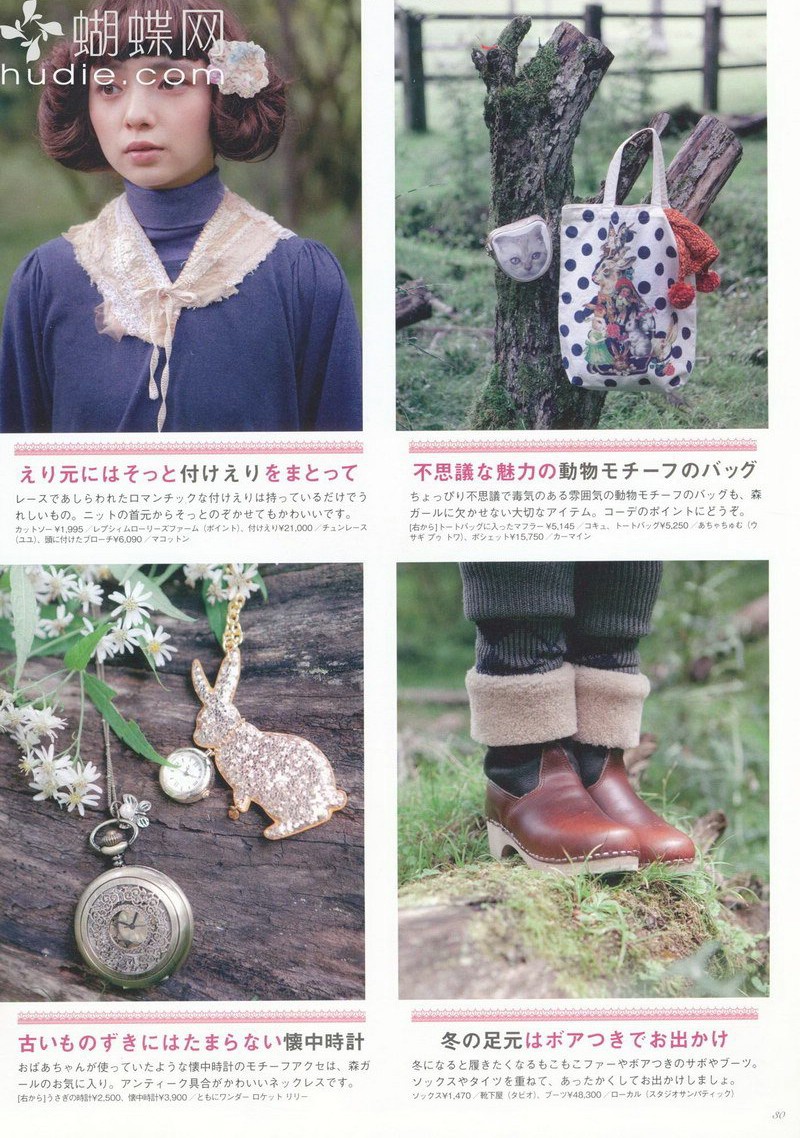 蝴蝶网
hudie.com
えり元にはそっと付けえりをまとって
レースであしらわれたロマンチックな付けえりは持っているだけでう
れしいもの。ニットの首元からそっとのぞかせてもかわいいです。
カットソー¥1,995／レプシィムローリーズファーム（ポイント）、付けえり¥21,000／チュンレース
（ユユ）、頭に付けたブローチ¥6,090／マコットン
不思議な魅力の動物モチーフのバッグ
ちょっぴり不思議で毒気のある雰囲気の動物モチーフのバッグも、森
ガールに欠かせない大切なアイテム。コーデのポイントにどうぞ。
[右から]トートバッグに入ったマフラー¥5,145／コキュ、トートバッグ¥5,250／あちゃちゅむ（ウ
サギ プゥ トワ）、ポシェット¥15,750／カーマイン
古いものずきにはたまらない懐中時計
おばあちゃんが使っていたような懐中時計のモチーフアクセは、森ガ
ールのお気に入り。アンティーク具合がかわいいネックレスです。
[右から]うさぎの時計¥2,500、懐中時計¥3,900／ともにワンダー ロケット リリー
冬の足元はボアつきでお出かけ
冬になると履きたくなるもこもこファーやボアつきのサボやブーツ。
ソックスやタイツを重ねて、あったかくしてお出かけしましょ。
ソックス¥1,470／靴下屋（タビオ）、ブーツ¥48,300／ローカル（スタジオサンバティック）
80